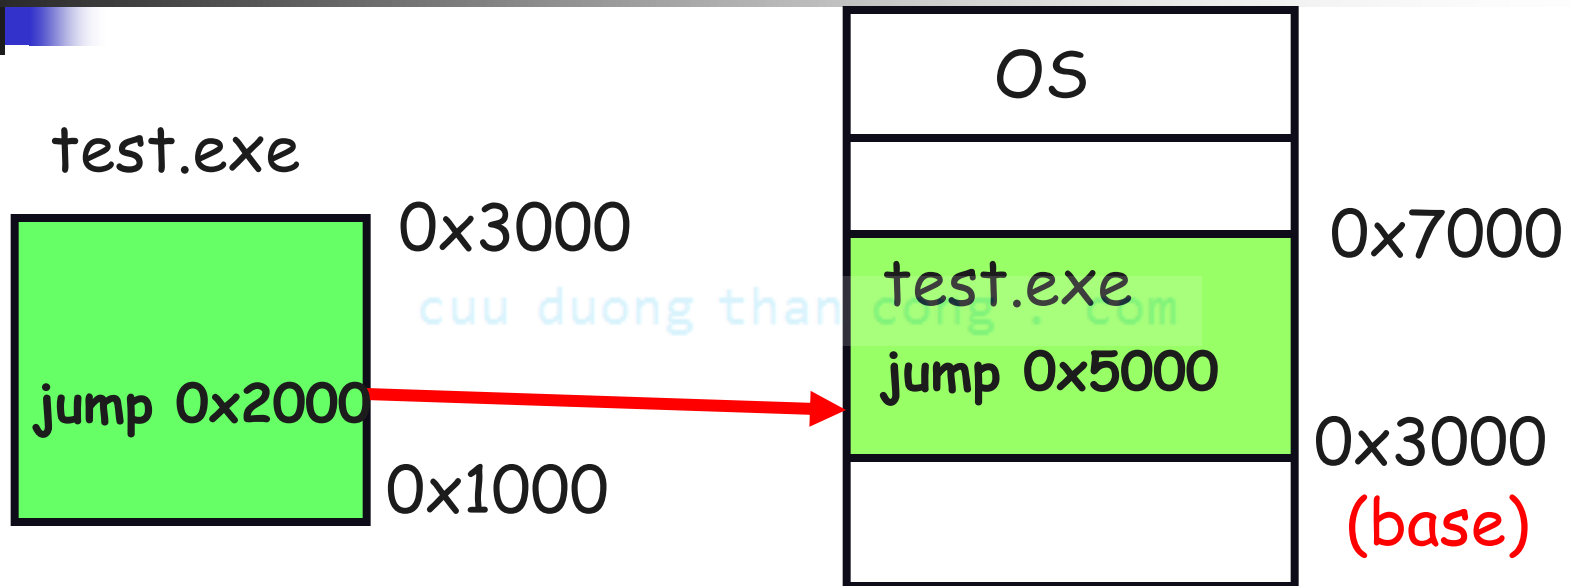 OS
test.exe
0x3000
0x7000
test.exe
cuu duong than cong . com
jump 0x5000
jump 0x2000
0x3000
0x1000
(base)